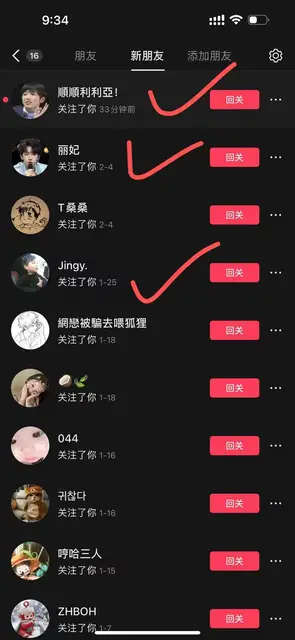 9:34
16
朋友
新朋友
添加朋友
順順利利亞!
关注了你 33分钟前
回关
丽妃
关注了你 2-4
回关
T桑桑
关注了你 2-4
回关
Jingy.
关注了你 1-25
回关
網戀被騙去喂狐狸
关注了你 1-18
回关
🥥🌿
关注了你 1-18
回关
044
关注了你 1-16
回关
귀찮다
关注了你 1-16
回关
哼哈三人
关注了你 1-15
回关
ZHBOH
关注了你 1-7
回关